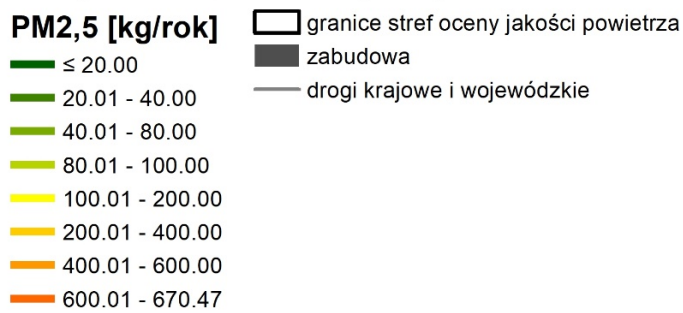 PM2,5 [kg/rok]
≤ 20.00
20.01 - 40.00
40.01 - 80.00
80.01 - 100.00
100.01 - 200.00
200.01 - 400.00
400.01 - 600.00
600.01 - 670.47
granice stref oceny jakości powietrza
zabudowa
drogi krajowe i wojewódzkie